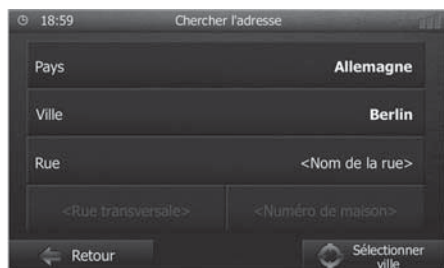 18:59 Chercher l'adresse
Pays Allemagne
Ville Berlin
Rue <Nom de la rue>
<Rue transversale> <Numéro de maison>
Retour Sélectionner
ville